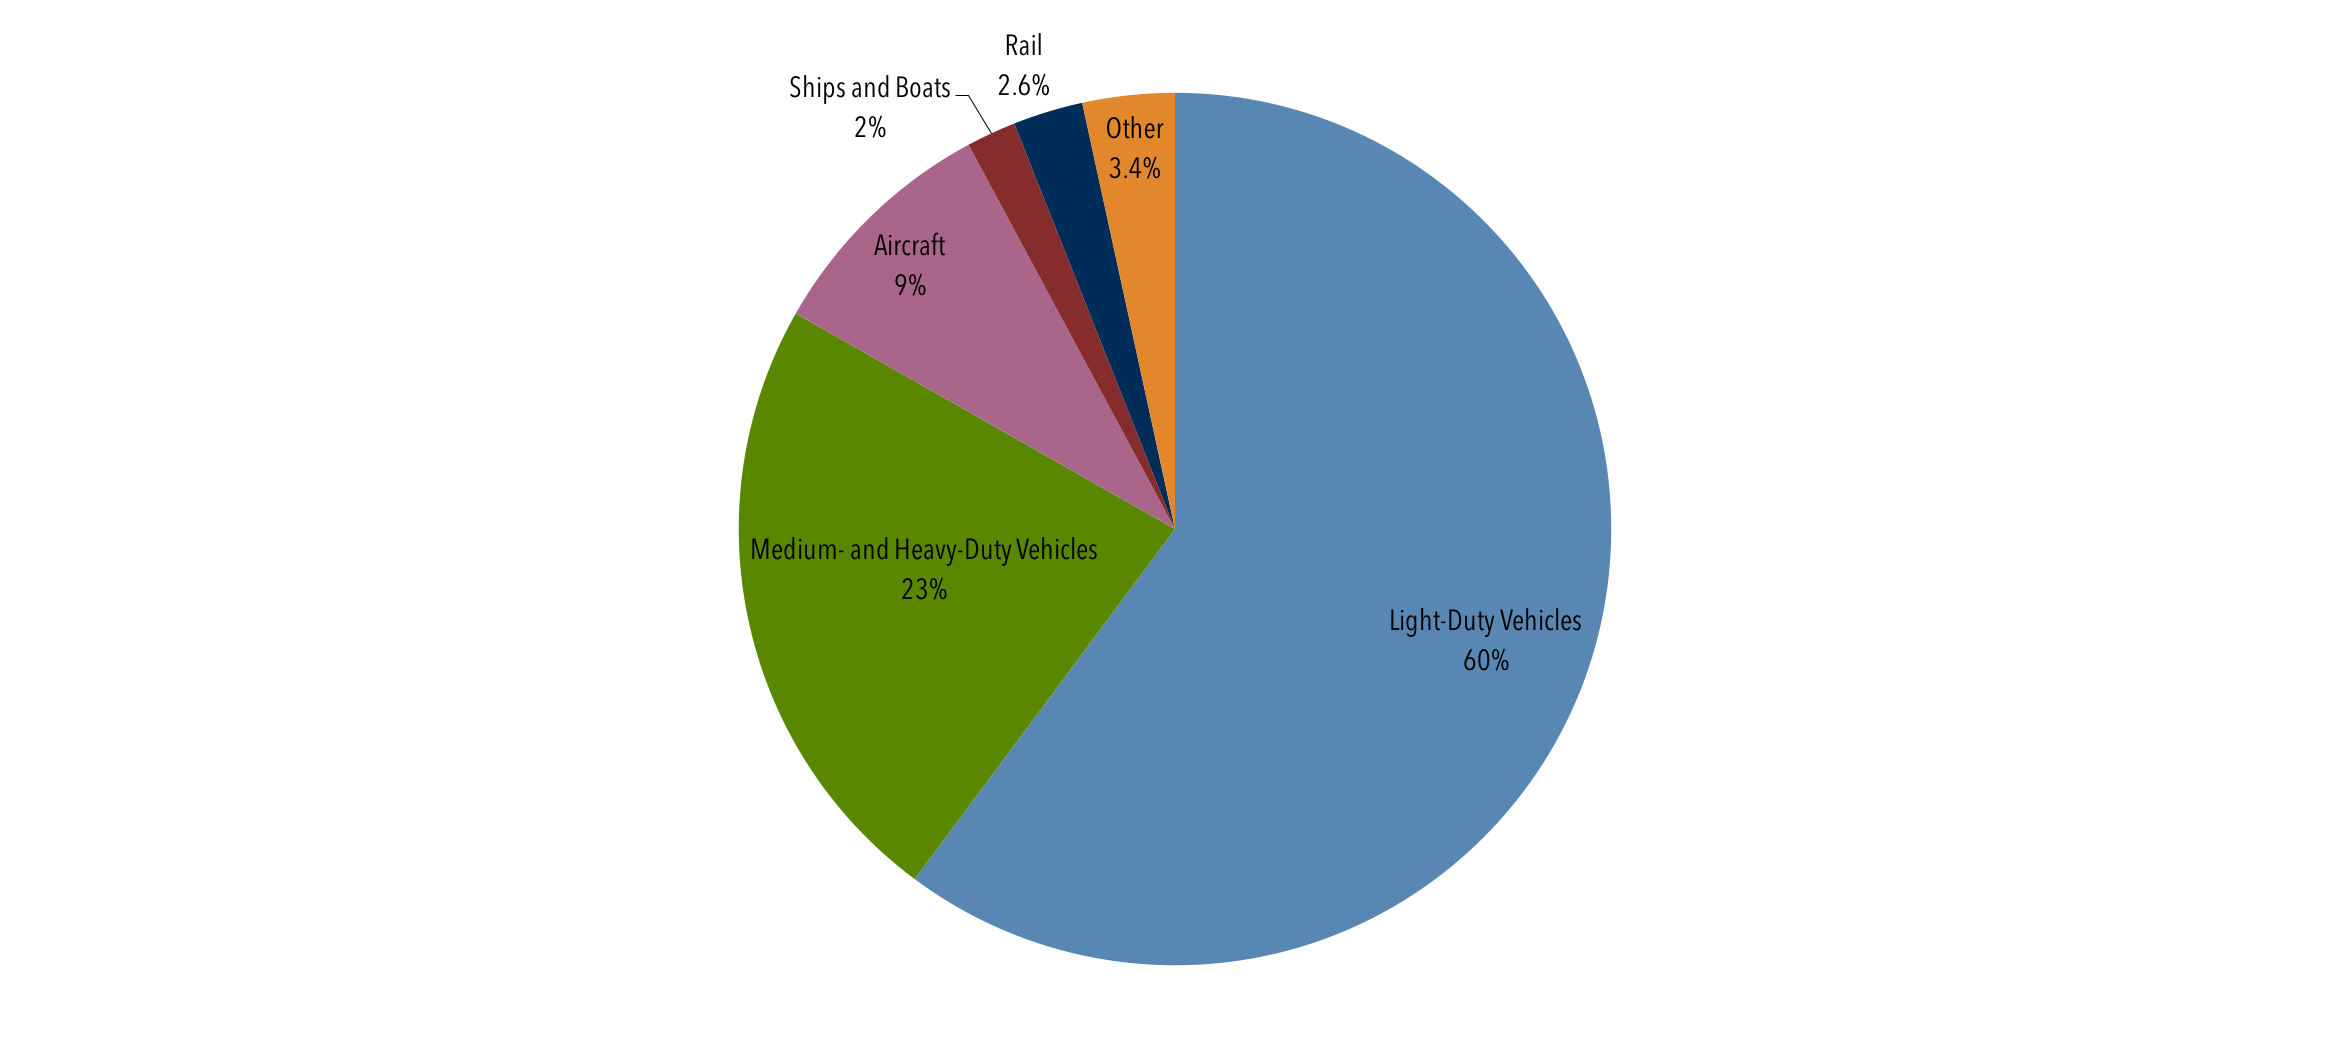 Rail
2.6%
Ships and Boats
2%
Other
3.4%
Aircraft
9%
Medium- and Heavy-Duty Vehicles
23%
Light-Duty Vehicles
60%